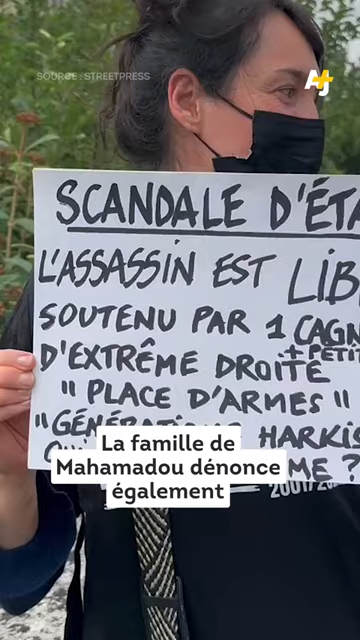 SOURCE : STREETPRESS
A+J
SCANDALE D'ÉTA
L'ASSASSIN EST LIB
SOUTENU PAR 1 CAGN
D'EXTRÊME DROITE + PETIT
" PLACE D'ARMES "
HARKIS
ME ?
La famille de
Mahamadou dénonce
également